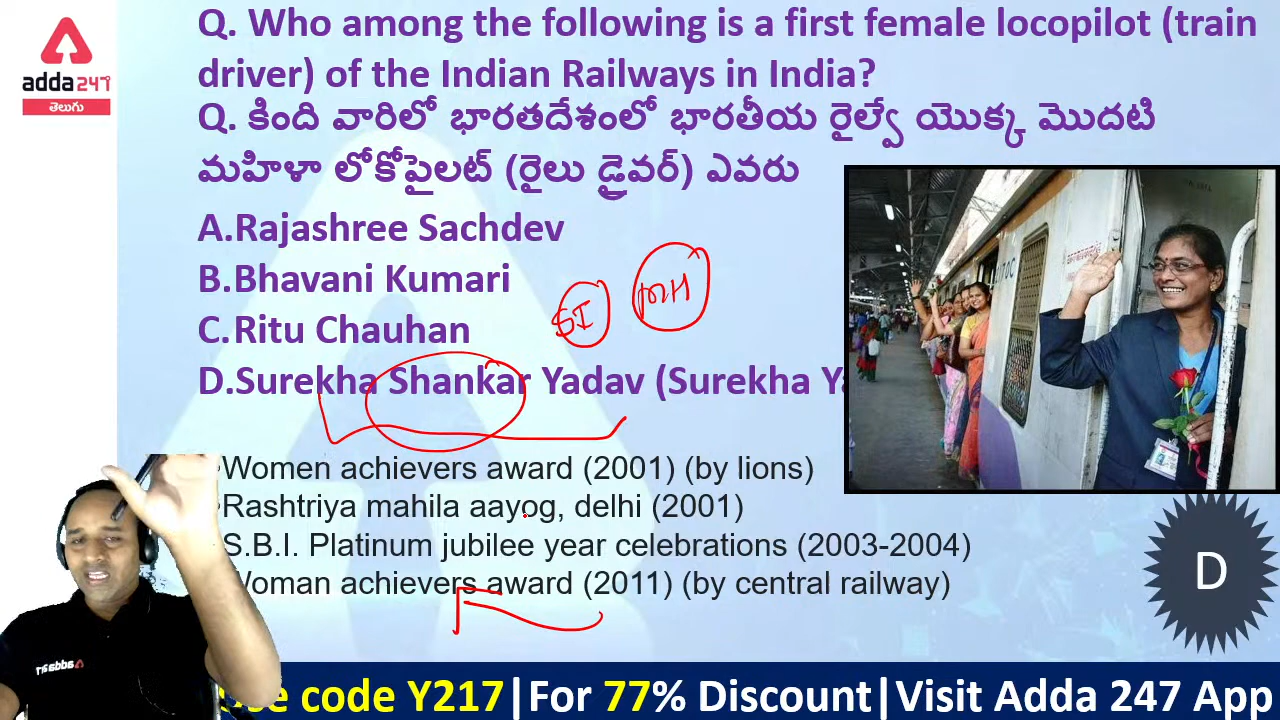 adda247
తెలుగు
Q. Who among the following is a first female locopilot (train
driver) of the Indian Railways in India?
Q. కింది వారిలో భారతదేశంలో భారతీయ రైల్వే యొక్క మొదటి
మహిళా లోకోపైలట్ (రైలు డ్రైవర్) ఎవరు
A.Rajashree Sachdev
B.Bhavani Kumari
C.Ritu Chauhan
SI
MH
D.Surekha Shankar Yadav (Surekha
Women achievers award (2001) (by lions)
Rashtriya mahila aayog, delhi (2001)
S.B.I. Platinum jubilee year celebrations (2003-2004)
Woman achievers award (2011) (by central railway)
D
code Y217|For 77% Discount|Visit Adda 247 App